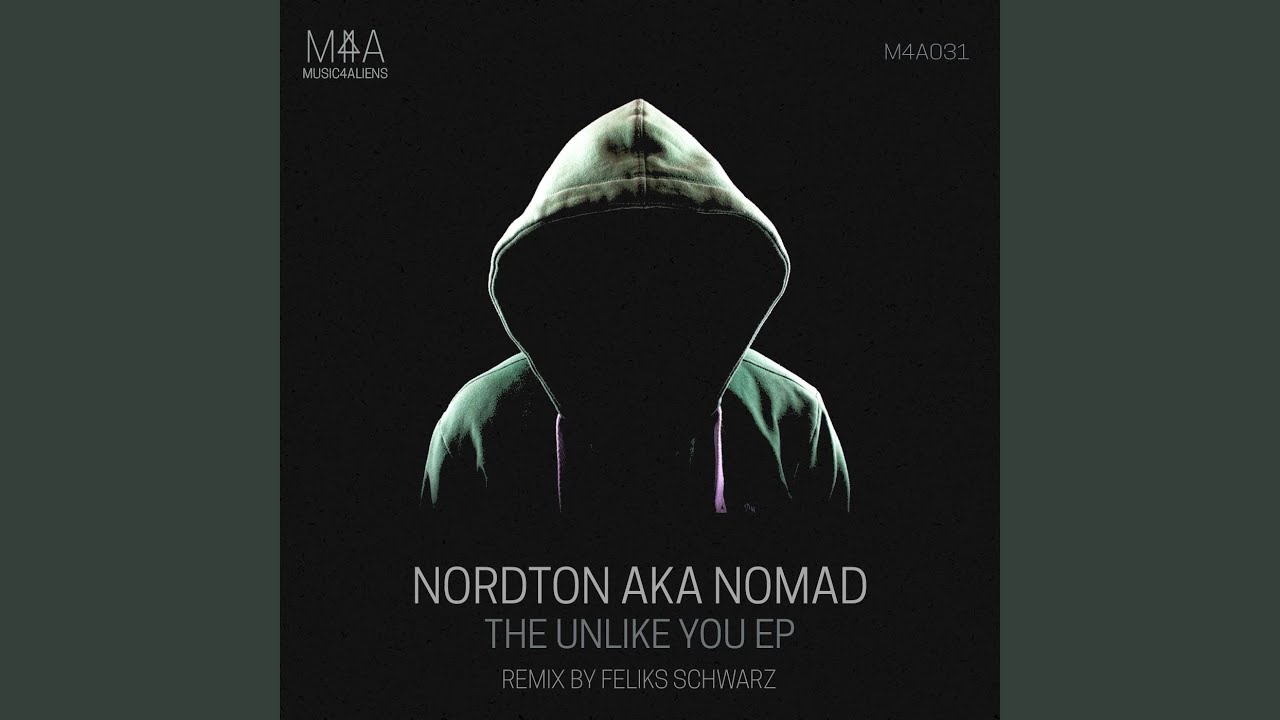 M4A
MUSIC4ALIENS
M4A031
NORDTON AKA NOMAD
THE UNLIKE YOU EP
REMIX BY FELIKS SCHWARZ